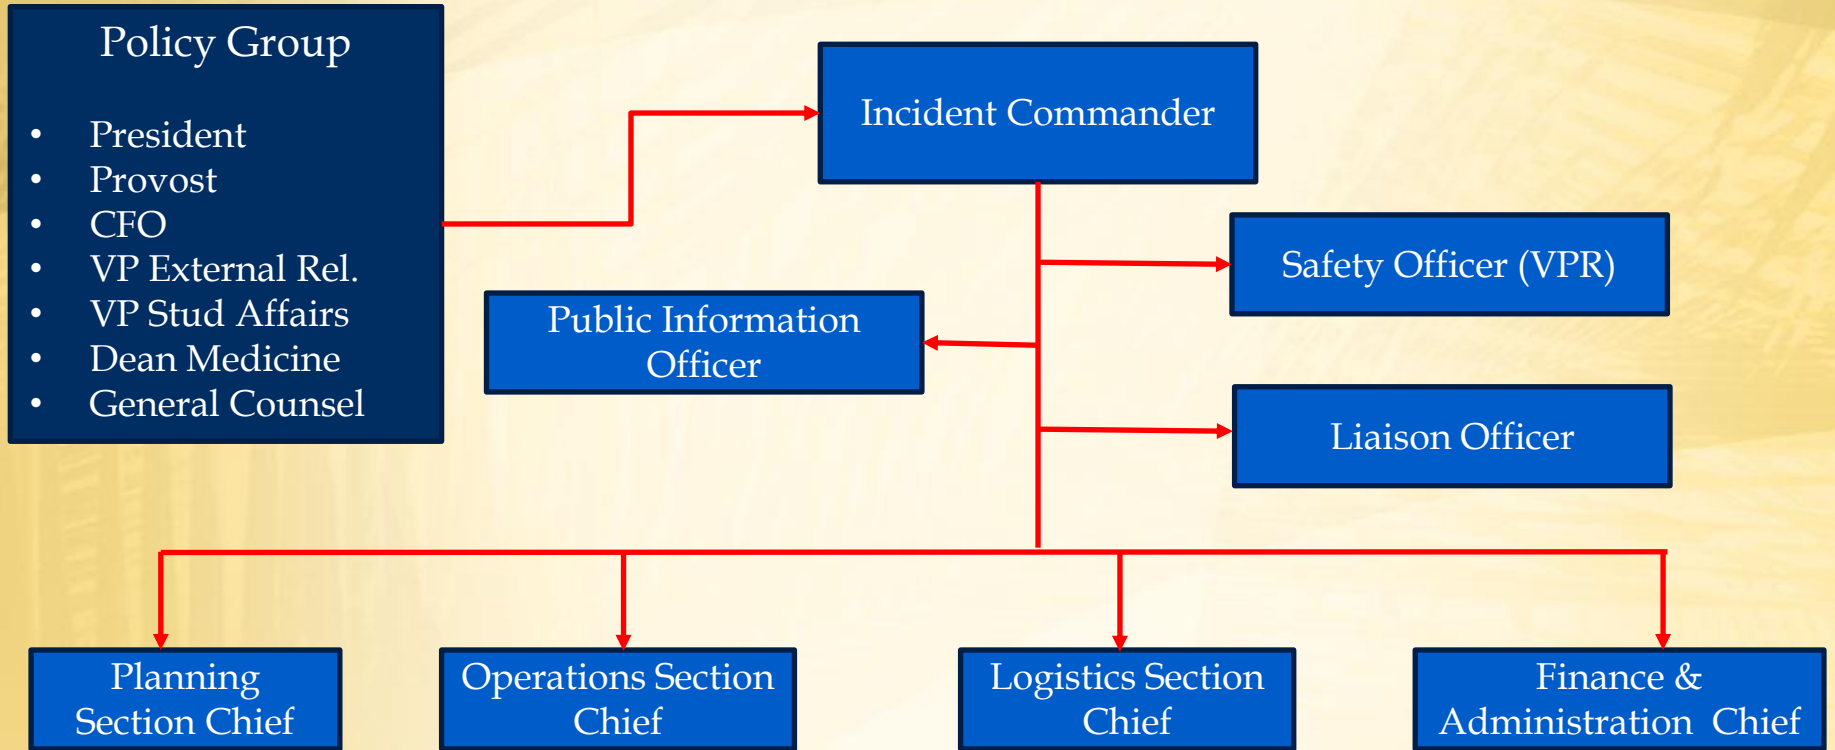 Policy Group
• President
• Provost
• CFO
• VP External Rel.
• VP Stud Affairs
• Dean Medicine
• General Counsel
Incident Commander
Safety Officer (VPR)
Public Information
Officer
Liaison Officer
Planning
Section Chief
Operations Section
Chief
Logistics Section
Chief
Finance &
Administration  Chief